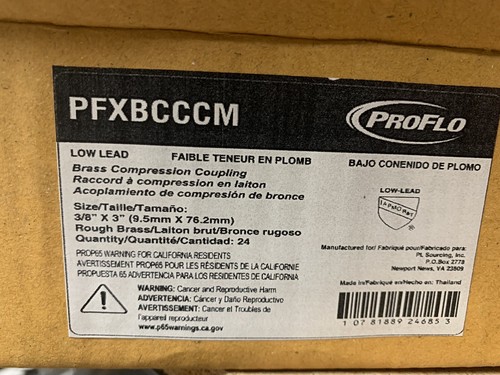 PFXBCCCM
PROFLO
LOW LEAD FAIBLE TENEUR EN PLOMB BAJO CONENIDO DE PLOMO
Brass Compression Coupling
Raccord à compression en laiton
Acoplamiento de compresión de bronce
Size/Taille/Tamaño:
3/8" X 3" (9.5mm X 76.2mm)
Rough Brass/Laiton brut/Bronce rugoso
Quantity/Quantité/Cantidad: 24
LOW-LEAD
IAPMO R&T
Manufactured for/ Fabriqué pour/Fabricado para:
PL Sourcing, Inc.
P.O.Box 2778
Newport News, VA 23609
PROP65 WARNING FOR CALIFORNIA RESIDENTS
AVERTISSEMENT PROP65 POUR LES RÉSIDENTS DE LA CALIFORNIE
PROPUESTA 65 ADVERTENCIA PARA LOS RESIDENTES DE CALIFORNIA
WARNING: Cancer and Reproductive Harm
ADVERTENCIA: Cáncer y Daño Reproductivo
AVERTISSEMENT: Cancer et Troubles de
l'appareil reproducteur
www.p65warnings.ca.gov
Made in/Fabriqué en/Hecho en: Thailand
1 07 81889 24685 3